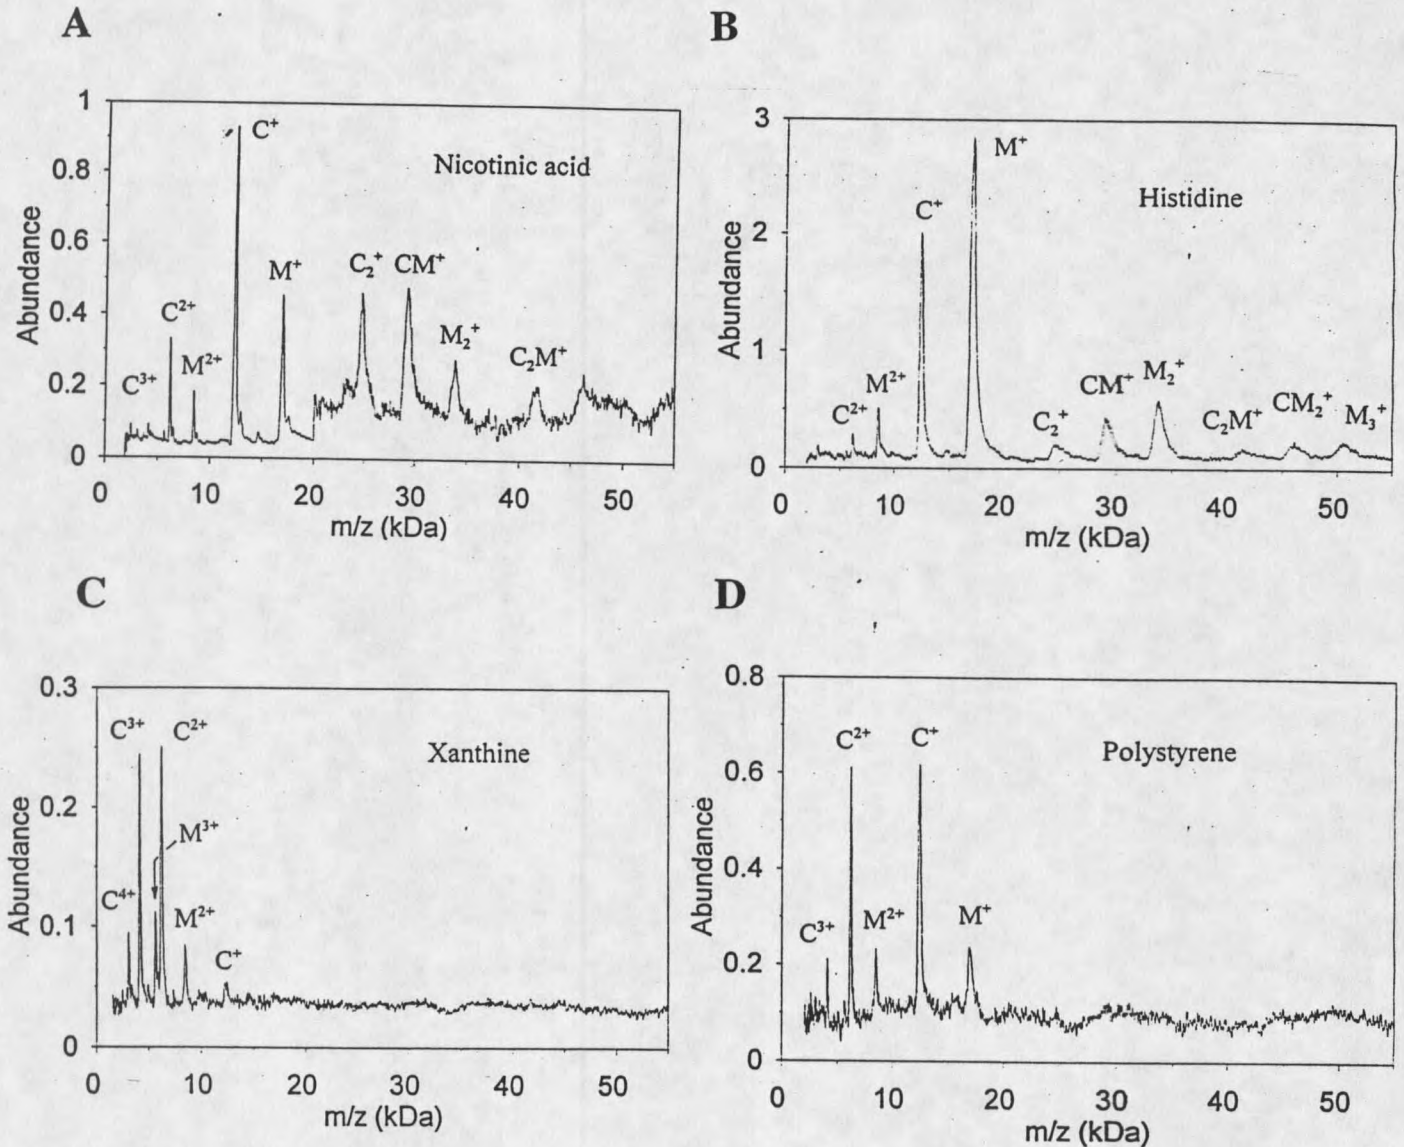 A
1
0.8
0.6
0.4
0.2
0
Abundance
C³⁺
C²⁺
M²⁺
C⁺
M⁺
C₂⁺
CM⁺
M₂⁺
C₂M⁺
Nicotinic acid
0 10 20 30 40 50
m/z (kDa)
B
3
2
1
0
Abundance
C²⁺
M²⁺
C⁺
M⁺
C₂⁺
CM⁺
M₂⁺
C₂M⁺
CM₂⁺
M₃⁺
Histidine
0 10 20 30 40 50
m/z (kDa)
C
0.3
0.2
0.1
0
Abundance
C⁴⁺
C³⁺
M³⁺
C²⁺
M²⁺
C⁺
Xanthine
0 10 20 30 40 50
m/z (kDa)
D
0.8
0.6
0.4
0.2
0
Abundance
C³⁺
C²⁺
M²⁺
C⁺
M⁺
Polystyrene
0 10 20 30 40 50
m/z (kDa)